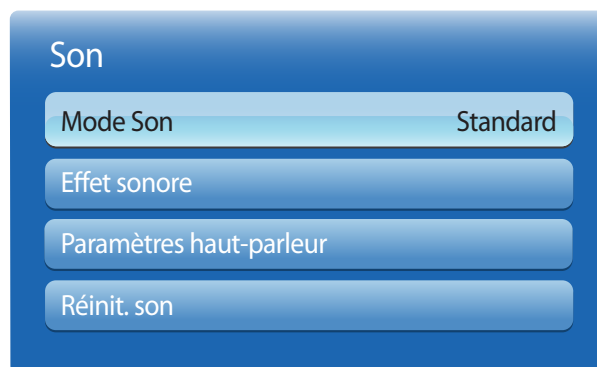 Son
Mode Son Standard
Effet sonore
Paramètres haut-parleur
Réinit. son